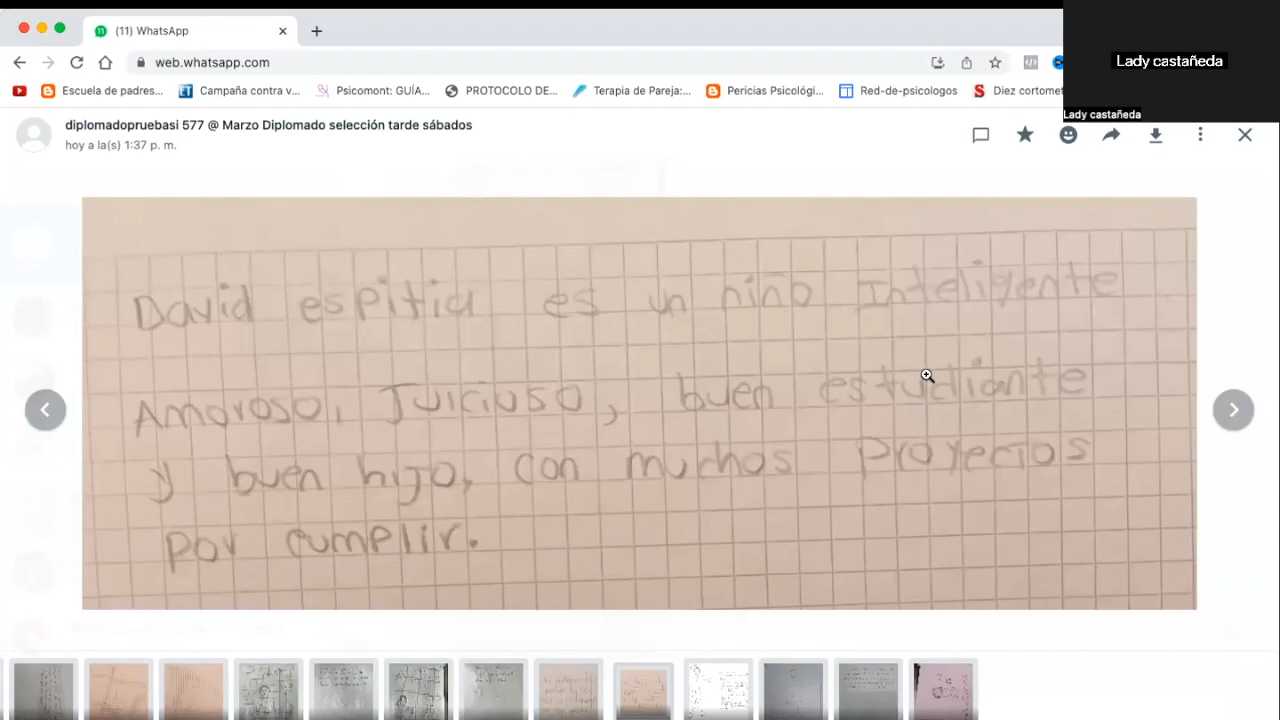 (11) WhatsApp
web.whatsapp.com
Lady castañeda
Lady castañeda
Escuela de padres... Campaña contra v... Psicomont: GUÍA... PROTOCOLO DE... Terapia de Pareja:... Pericias Psicológi... Red-de-psicologos Diez cortomet
diplomadopruebasi 577 @ Marzo Diplomado selección tarde sábados
hoy a la(s) 1:37 p. m.
David espitia es un niño Inteligente
Amoroso, Juicioso, buen estudiante
y buen hijo, con muchos Proyectos
por cumplir.